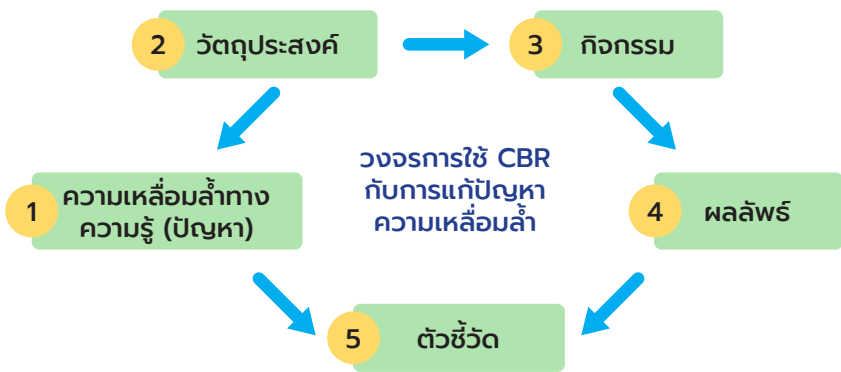 2 วัตถุประสงค์
3 กิจกรรม
วงจรการใช้ CBR
กับการแก้ปัญหา
ความเหลื่อมล้ำ
1 ความเหลื่อมล้ำทาง
ความรู้ (ปัญหา)
4 ผลลัพธ์
5 ตัวชี้วัด